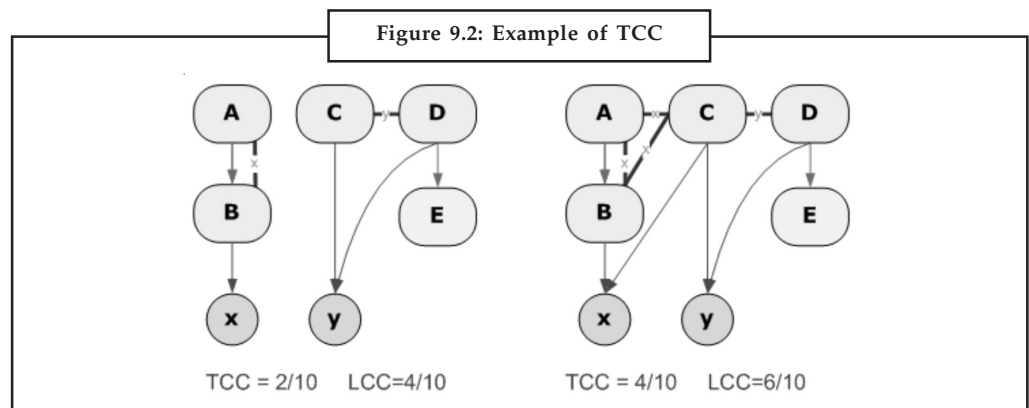 Figure 9.2: Example of TCC
A C y D A x C y D
x x x
B E B E
x y x y
TCC = 2/10 LCC=4/10 TCC = 4/10 LCC=6/10